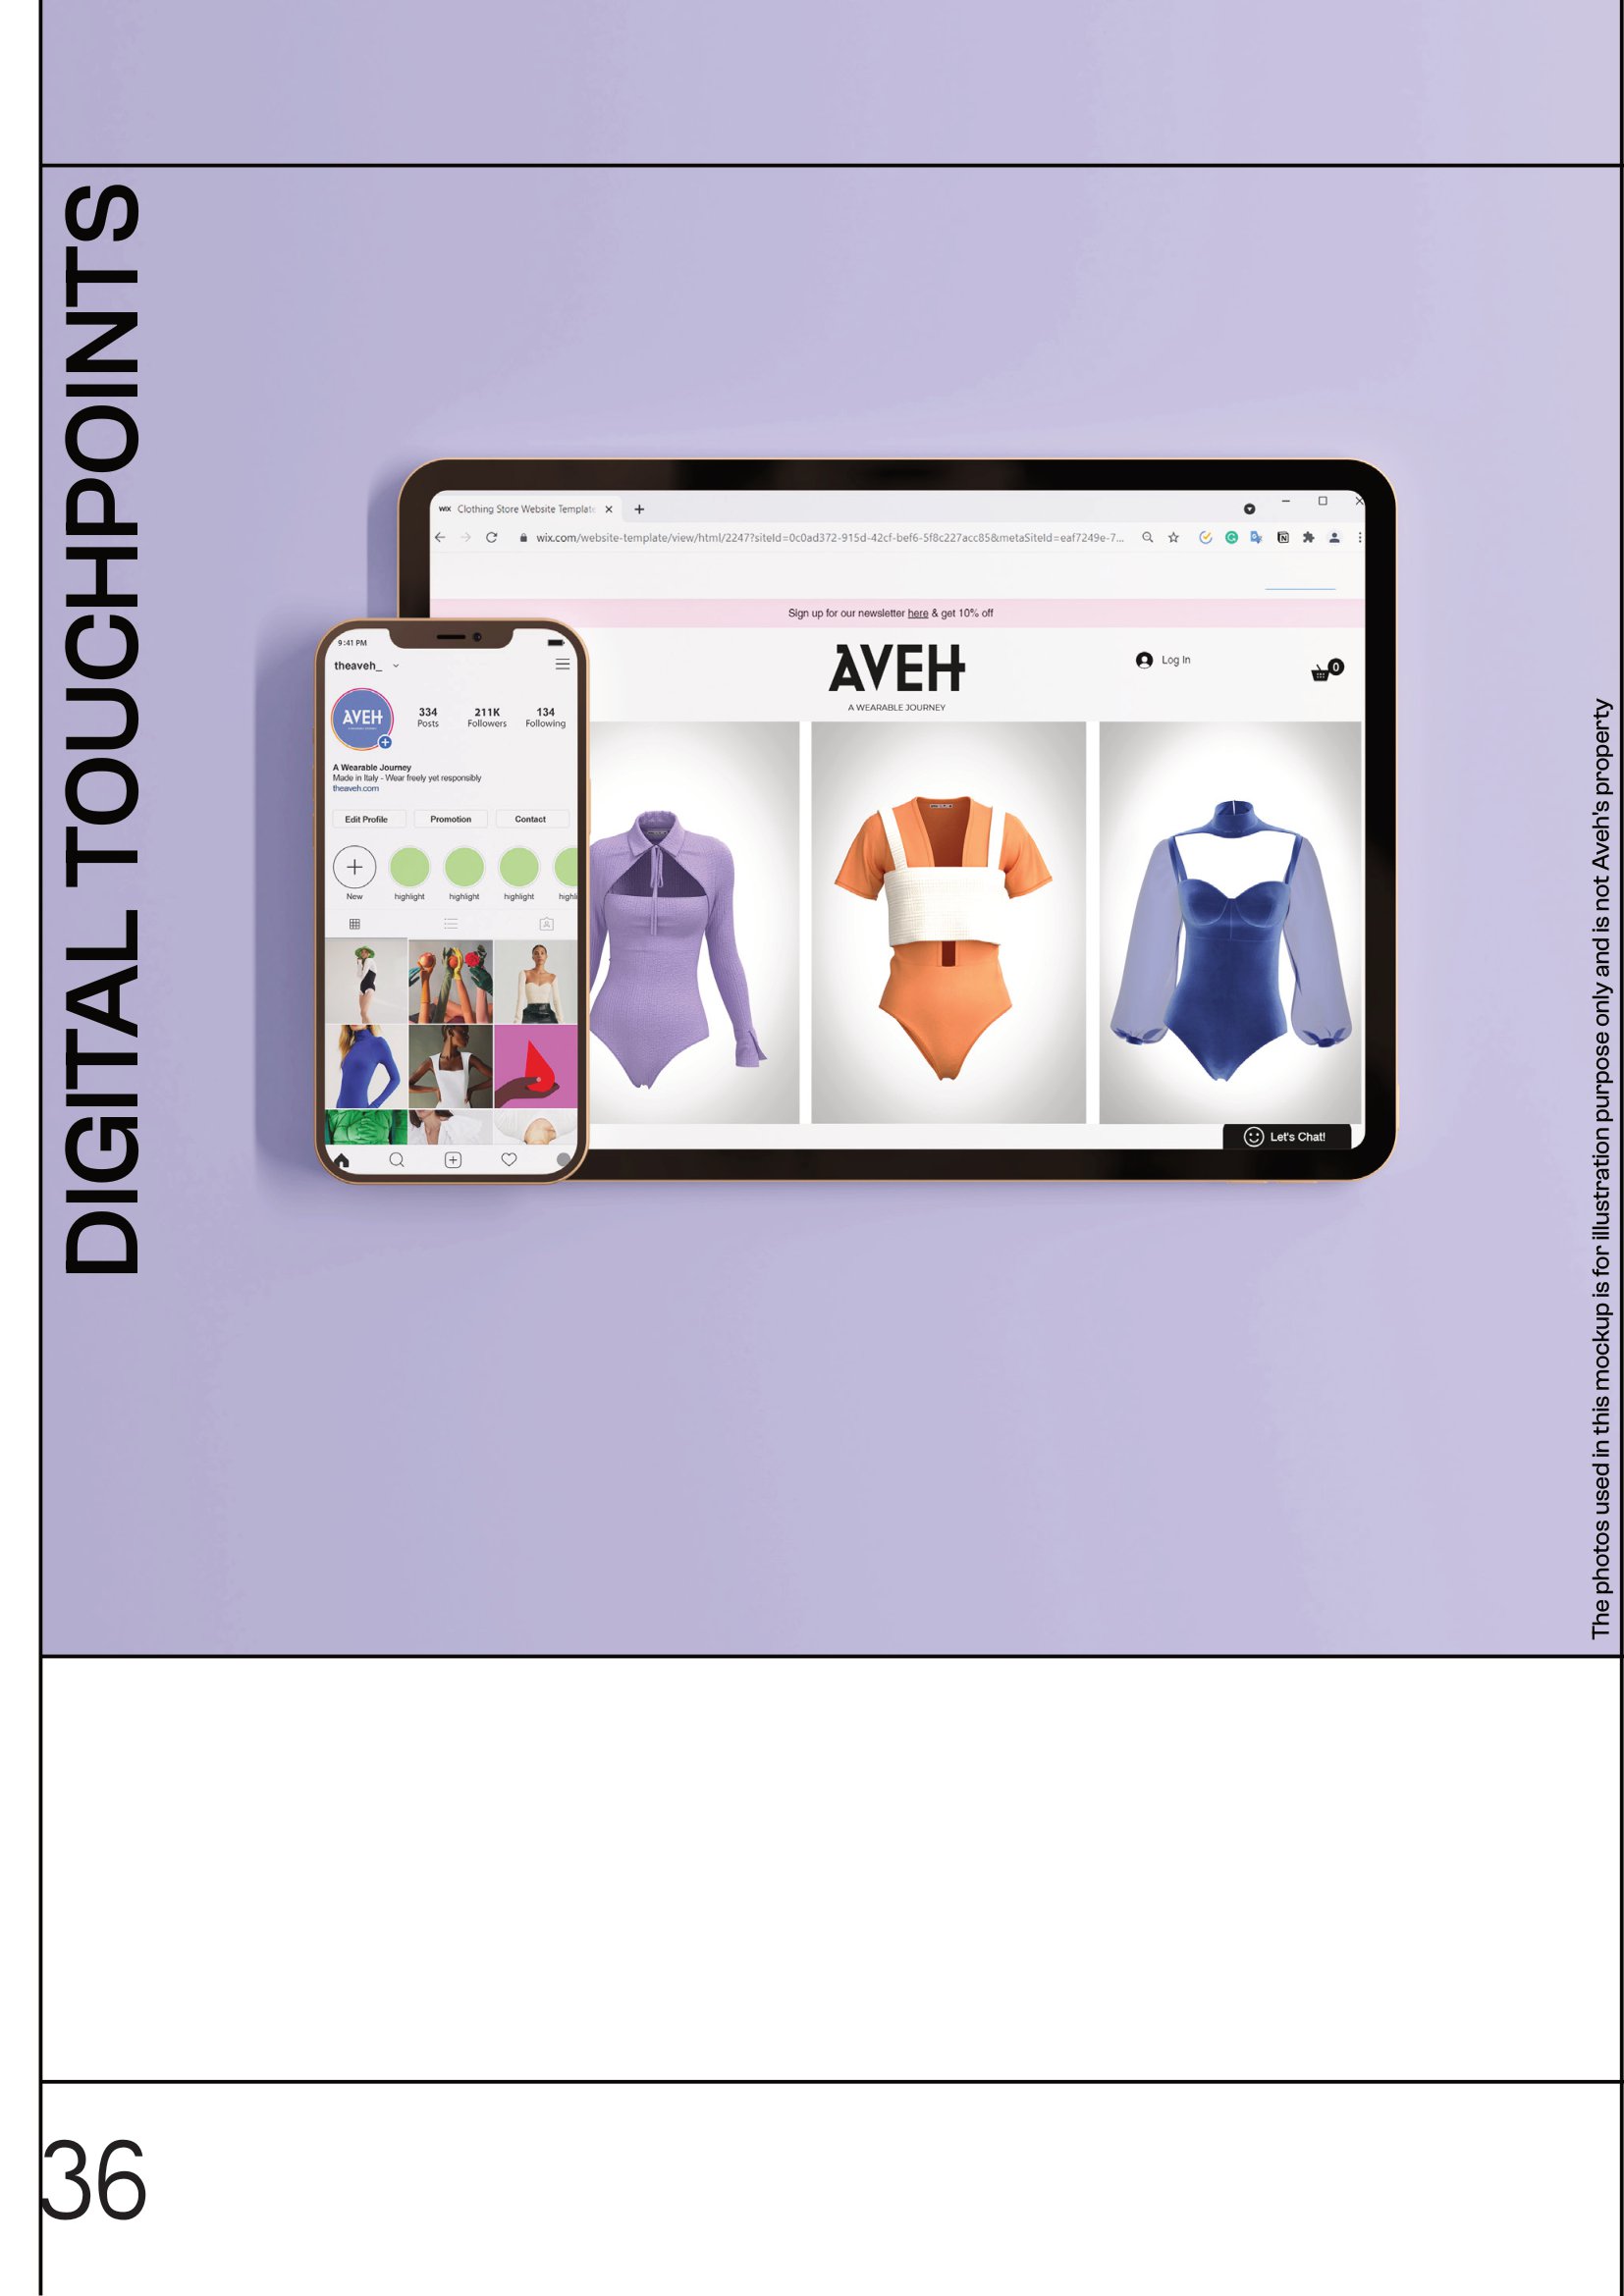 DIGITAL TOUCHPOINTS
WIX Clothing Store Website Template
wix.com/website-template/view/html/2247?siteId=0c0ad372-915d-42cf-bef6-5f8c227acc85&metaSiteId=eaf7249e-7...
Sign up for our newsletter here & get 10% off
AVEH
A WEARABLE JOURNEY
Log In
0
Let's Chat!
9:41 PM
theaveh_
AVEH
334 211K 134
Posts Followers Following
A Wearable Journey
Made in Italy - Wear freely yet responsibly
theaveh.com
Edit Profile Promotion Contact
New highlight highlight highlight highli
The photos used in this mockup is for illustration purpose only and is not Aveh's property
36